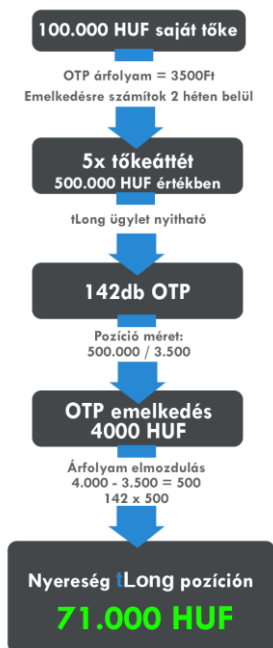 100.000 HUF saját tőke
OTP árfolyam = 3500Ft
Emelkedésre számítok 2 héten belül
5x tőkeáttét
500.000 HUF értékben
tLong ügylet nyitható
142db OTP
Pozíció méret:
500.000 / 3.500
OTP emelkedés
4000 HUF
Árfolyam elmozdulás
4.000 - 3.500 = 500
142 x 500
Nyereség tLong pozíción
71.000 HUF